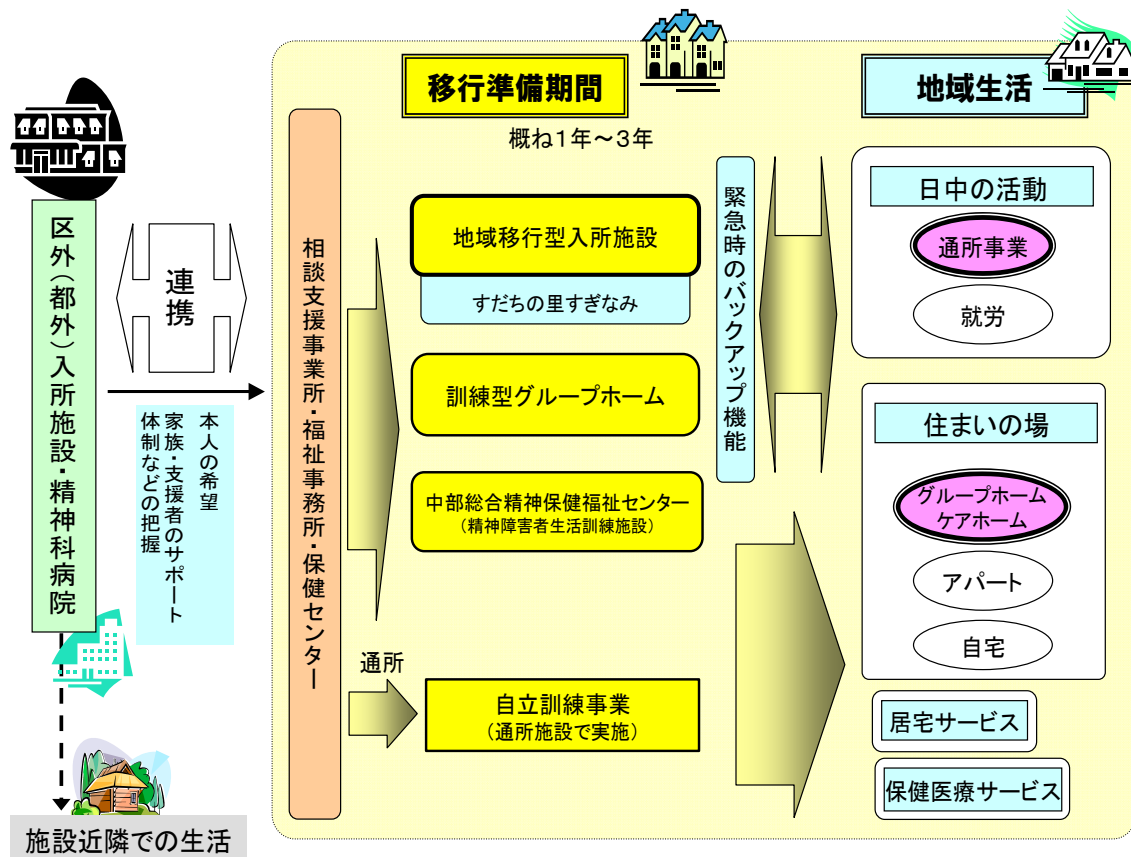 移行準備期間
概ね1年～3年
地域生活
区外（都外）入所施設・精神科病院
連携
本人の希望
家族・支援者のサポート
体制などの把握
施設近隣での生活
相談支援事業所・福祉事務所・保健センター
地域移行型入所施設
すだちの里すぎなみ
訓練型グループホーム
中部総合精神保健福祉センター
（精神障害者生活訓練施設）
通所
自立訓練事業
（通所施設で実施）
緊急時のバックアップ機能
日中の活動
通所事業
就労
住まいの場
グループホーム
ケアホーム
アパート
自宅
居宅サービス
保健医療サービス